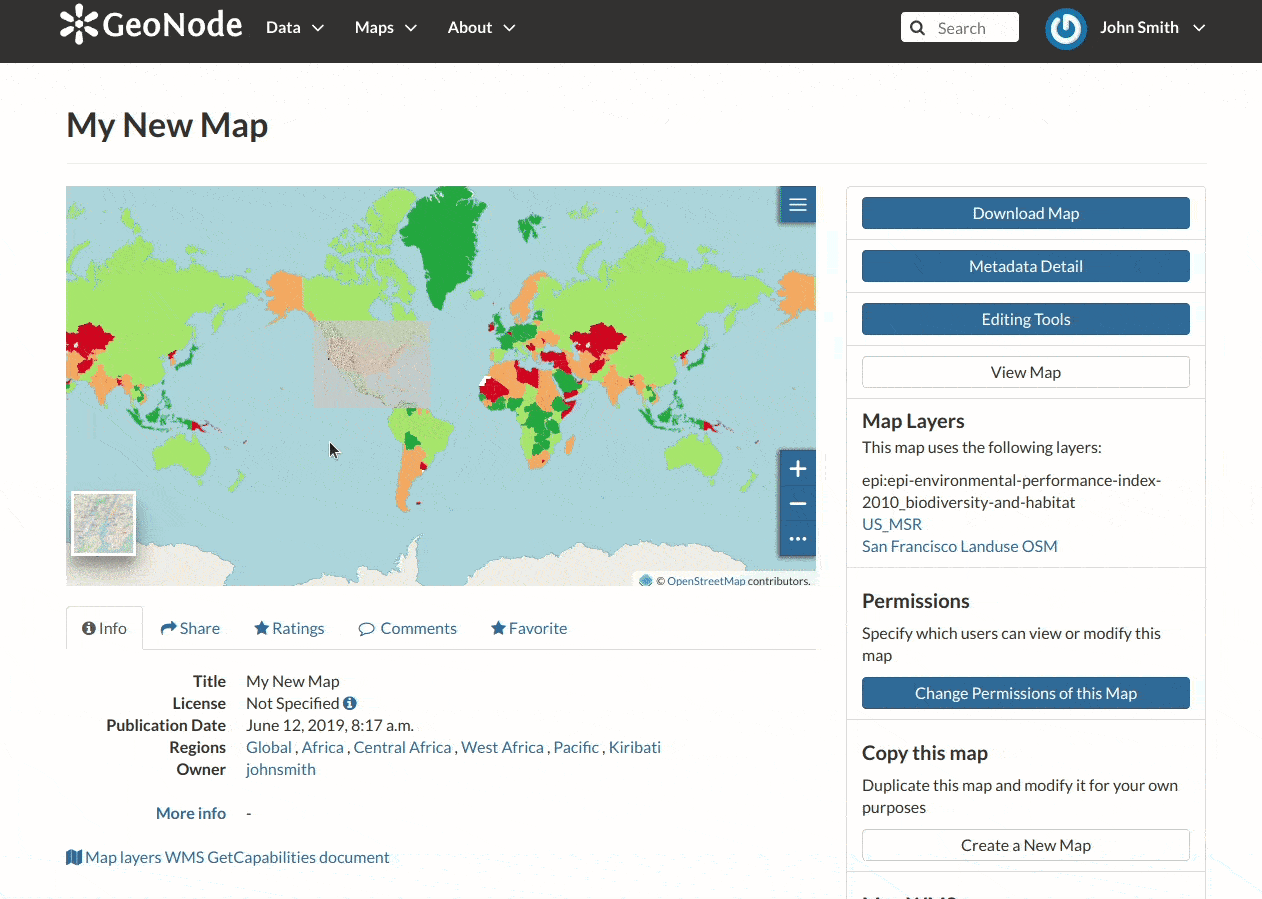 GeoNode Data Maps About Search John Smith
My New Map
© OpenStreetMap contributors.
Info Share Ratings Comments Favorite
Title My New Map
License Not Specified
Publication Date June 12, 2019, 8:17 a.m.
Regions Global , Africa , Central Africa , West Africa , Pacific , Kiribati
Owner johnsmith
More info -
Map layers WMS GetCapabilities document
Download Map
Metadata Detail
Editing Tools
View Map
Map Layers
This map uses the following layers:
epi:epi-environmental-performance-index-
2010_biodiversity-and-habitat
US_MSR
San Francisco Landuse OSM
Permissions
Specify which users can view or modify this
map
Change Permissions of this Map
Copy this map
Duplicate this map and modify it for your own
purposes
Create a New Map